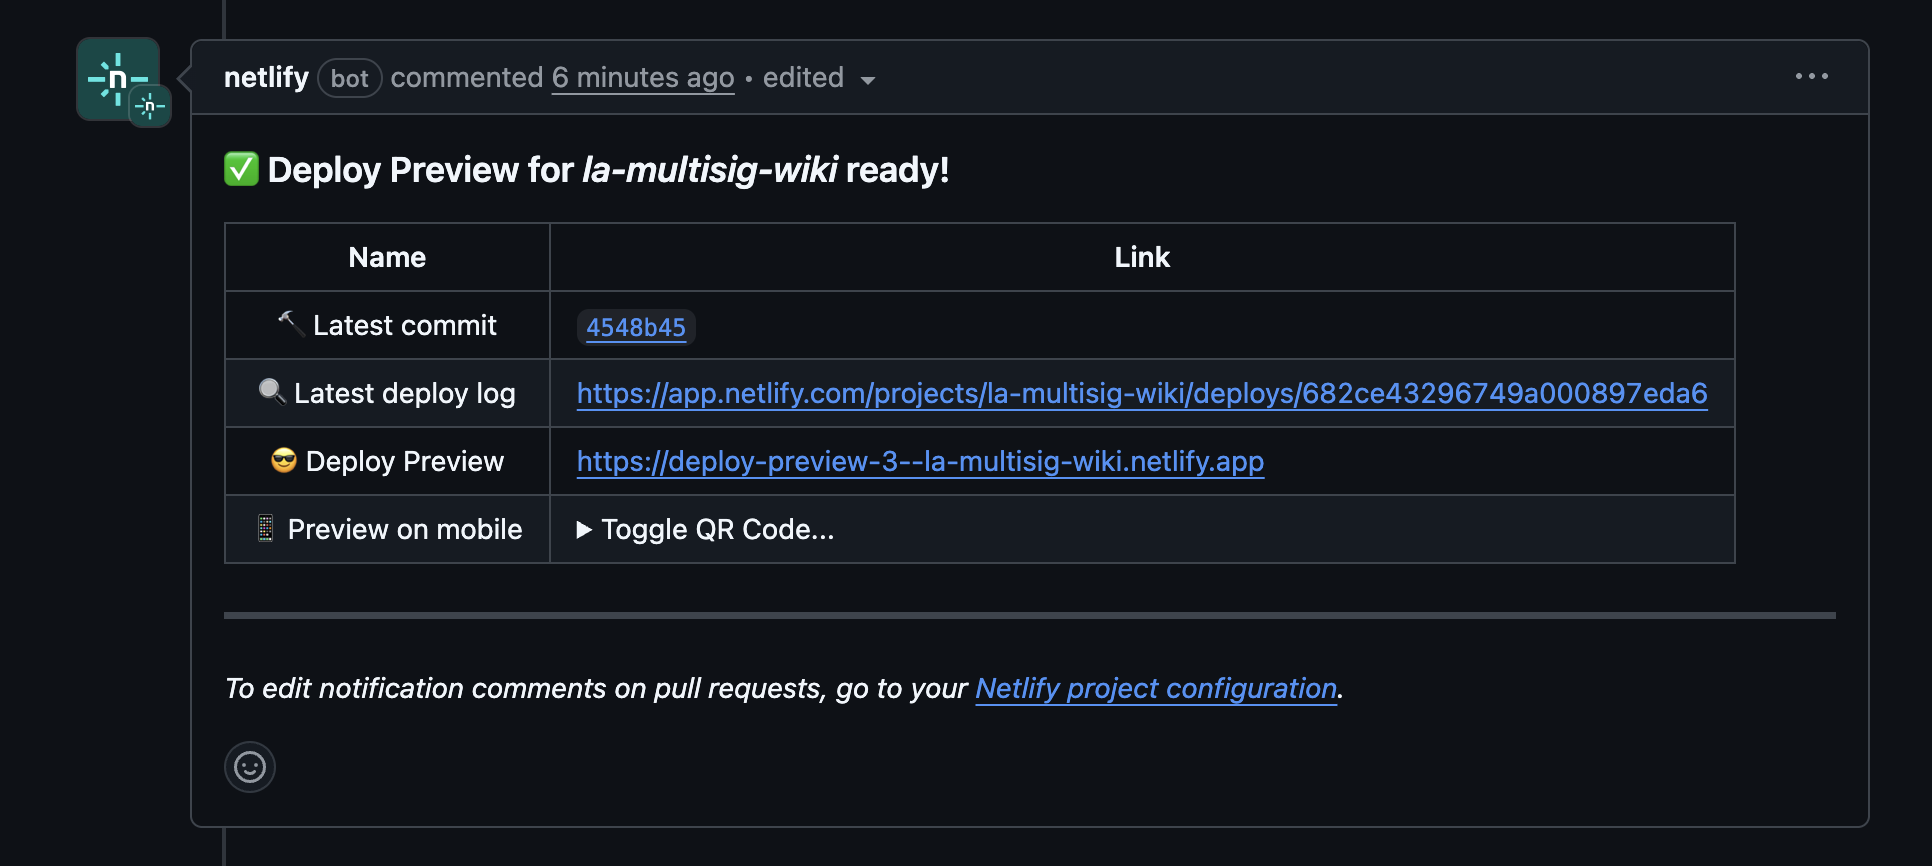 netlify bot commented 6 minutes ago • edited
✅ Deploy Preview for la-multisig-wiki ready!
Name Link
🔨 Latest commit 4548b45
🔍 Latest deploy log https://app.netlify.com/projects/la-multisig-wiki/deploys/682ce43296749a000897eda6
😎 Deploy Preview https://deploy-preview-3--la-multisig-wiki.netlify.app
📱 Preview on mobile ▶ Toggle QR Code...
To edit notification comments on pull requests, go to your Netlify project configuration.